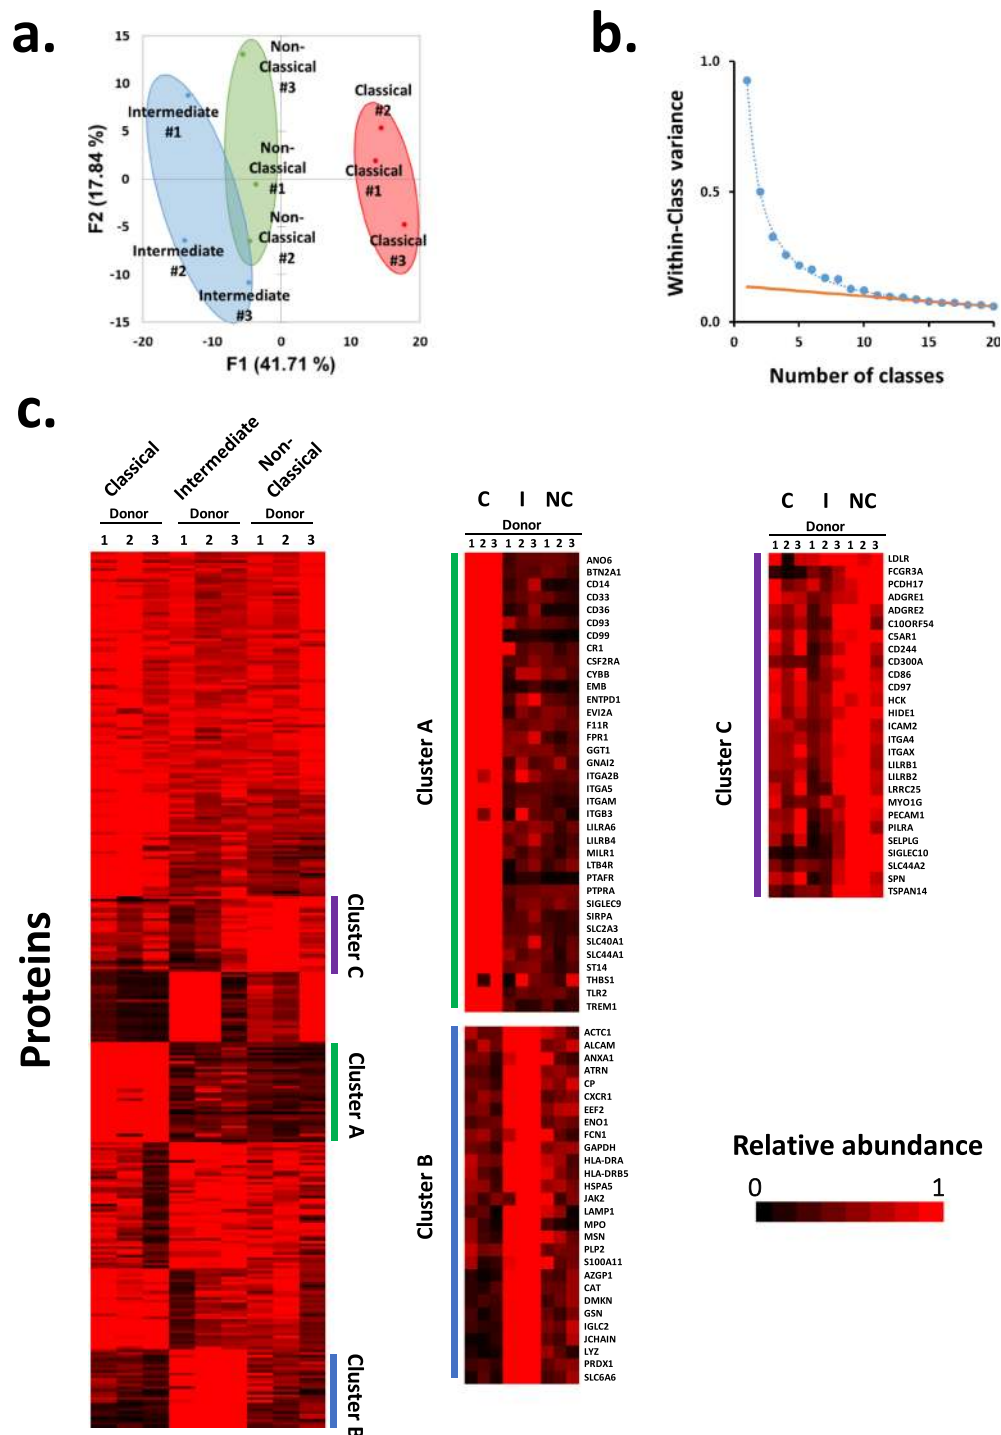 a.
15
10
5
0
-5
-10
-15
-20
-10
0
10
20
F2 (17.84 %)
F1 (41.71 %)
Non-
Classical
#3
Intermediate
#1
Classical
#2
Non-
Classical
#1
Classical
#1
Non-
Classical
#2
Intermediate
#2
Classical
#3
Intermediate
#3
b.
1.0
0.5
0.0
0
5
10
15
20
Within-Class variance
Number of classes
c.
Classical
Intermediate
Non-
Classical
Donor
Donor
Donor
1 2 3 1 2 3 1 2 3
Proteins
Cluster C
Cluster A
Cluster B
C I NC
Donor
1 2 3 1 2 3 1 2 3
Cluster A
ANO6
BTN2A1
CD14
CD33
CD36
CD93
CD99
CR1
CSF2RA
CYBB
EMB
ENTPD1
EVI2A
F11R
FPR1
GGT1
GNAI2
ITGA2B
ITGA5
ITGAM
ITGB3
LILRA6
LILRB4
MILR1
LTB4R
PTAFR
PTPRA
SIGLEC9
SIRPA
SLC2A3
SLC40A1
SLC44A1
ST14
THBS1
TLR2
TREM1
Cluster B
ACTC1
ALCAM
ANXA1
ATRN
CP
CXCR1
EEF2
ENO1
FCN1
GAPDH
HLA-DRA
HLA-DRB5
HSPA5
JAK2
LAMP1
MPO
MSN
PLP2
S100A11
AZGP1
CAT
DMKN
GSN
IGLC2
JCHAIN
LYZ
PRDX1
SLC6A6
C I NC
Donor
1 2 3 1 2 3 1 2 3
Cluster C
LDLR
FCGR3A
PCDH17
ADGRE1
ADGRE2
C10ORF54
C5AR1
CD244
CD300A
CD86
CD97
HCK
HIDE1
ICAM2
ITGA4
ITGAX
LILRB1
LILRB2
LRRC25
MYO1G
PECAM1
PILRA
SELPLG
SIGLEC10
SLC44A2
SPN
TSPAN14
Relative abundance
0 1